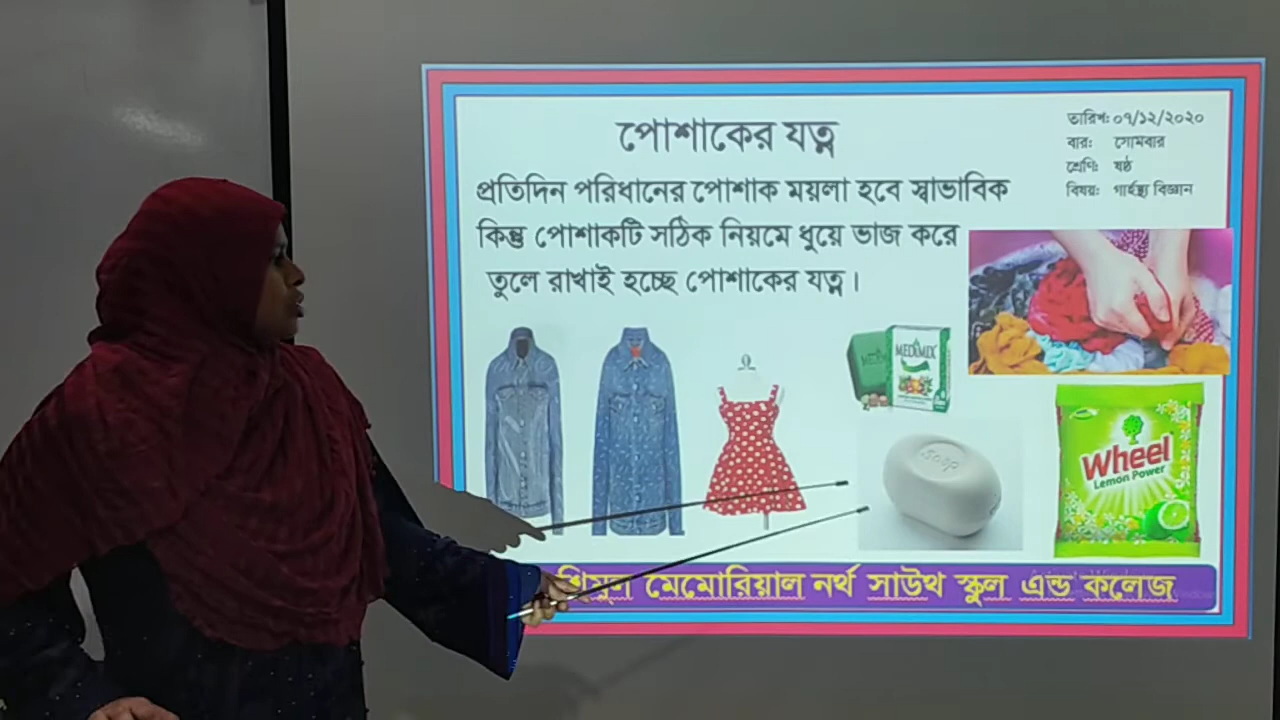 পোশাকের যত্ন
তারিখ: ০৭/১২/২০২০
বার: সোমবার
শ্রেণি: ষষ্ঠ
বিষয়: গার্হস্থ্য বিজ্ঞান
প্রতিদিন পরিধানের পোশাক ময়লা হবে স্বাভাবিক
কিন্তু পোশাকটি সঠিক নিয়মে ধুয়ে ভাজ করে
তুলে রাখাই হচ্ছে পোশাকের যত্ন।
MEDIMIX
soap
Wheel
Lemon Power
শিমুল মেমোরিয়াল নর্থ সাউথ স্কুল এন্ড কলেজ